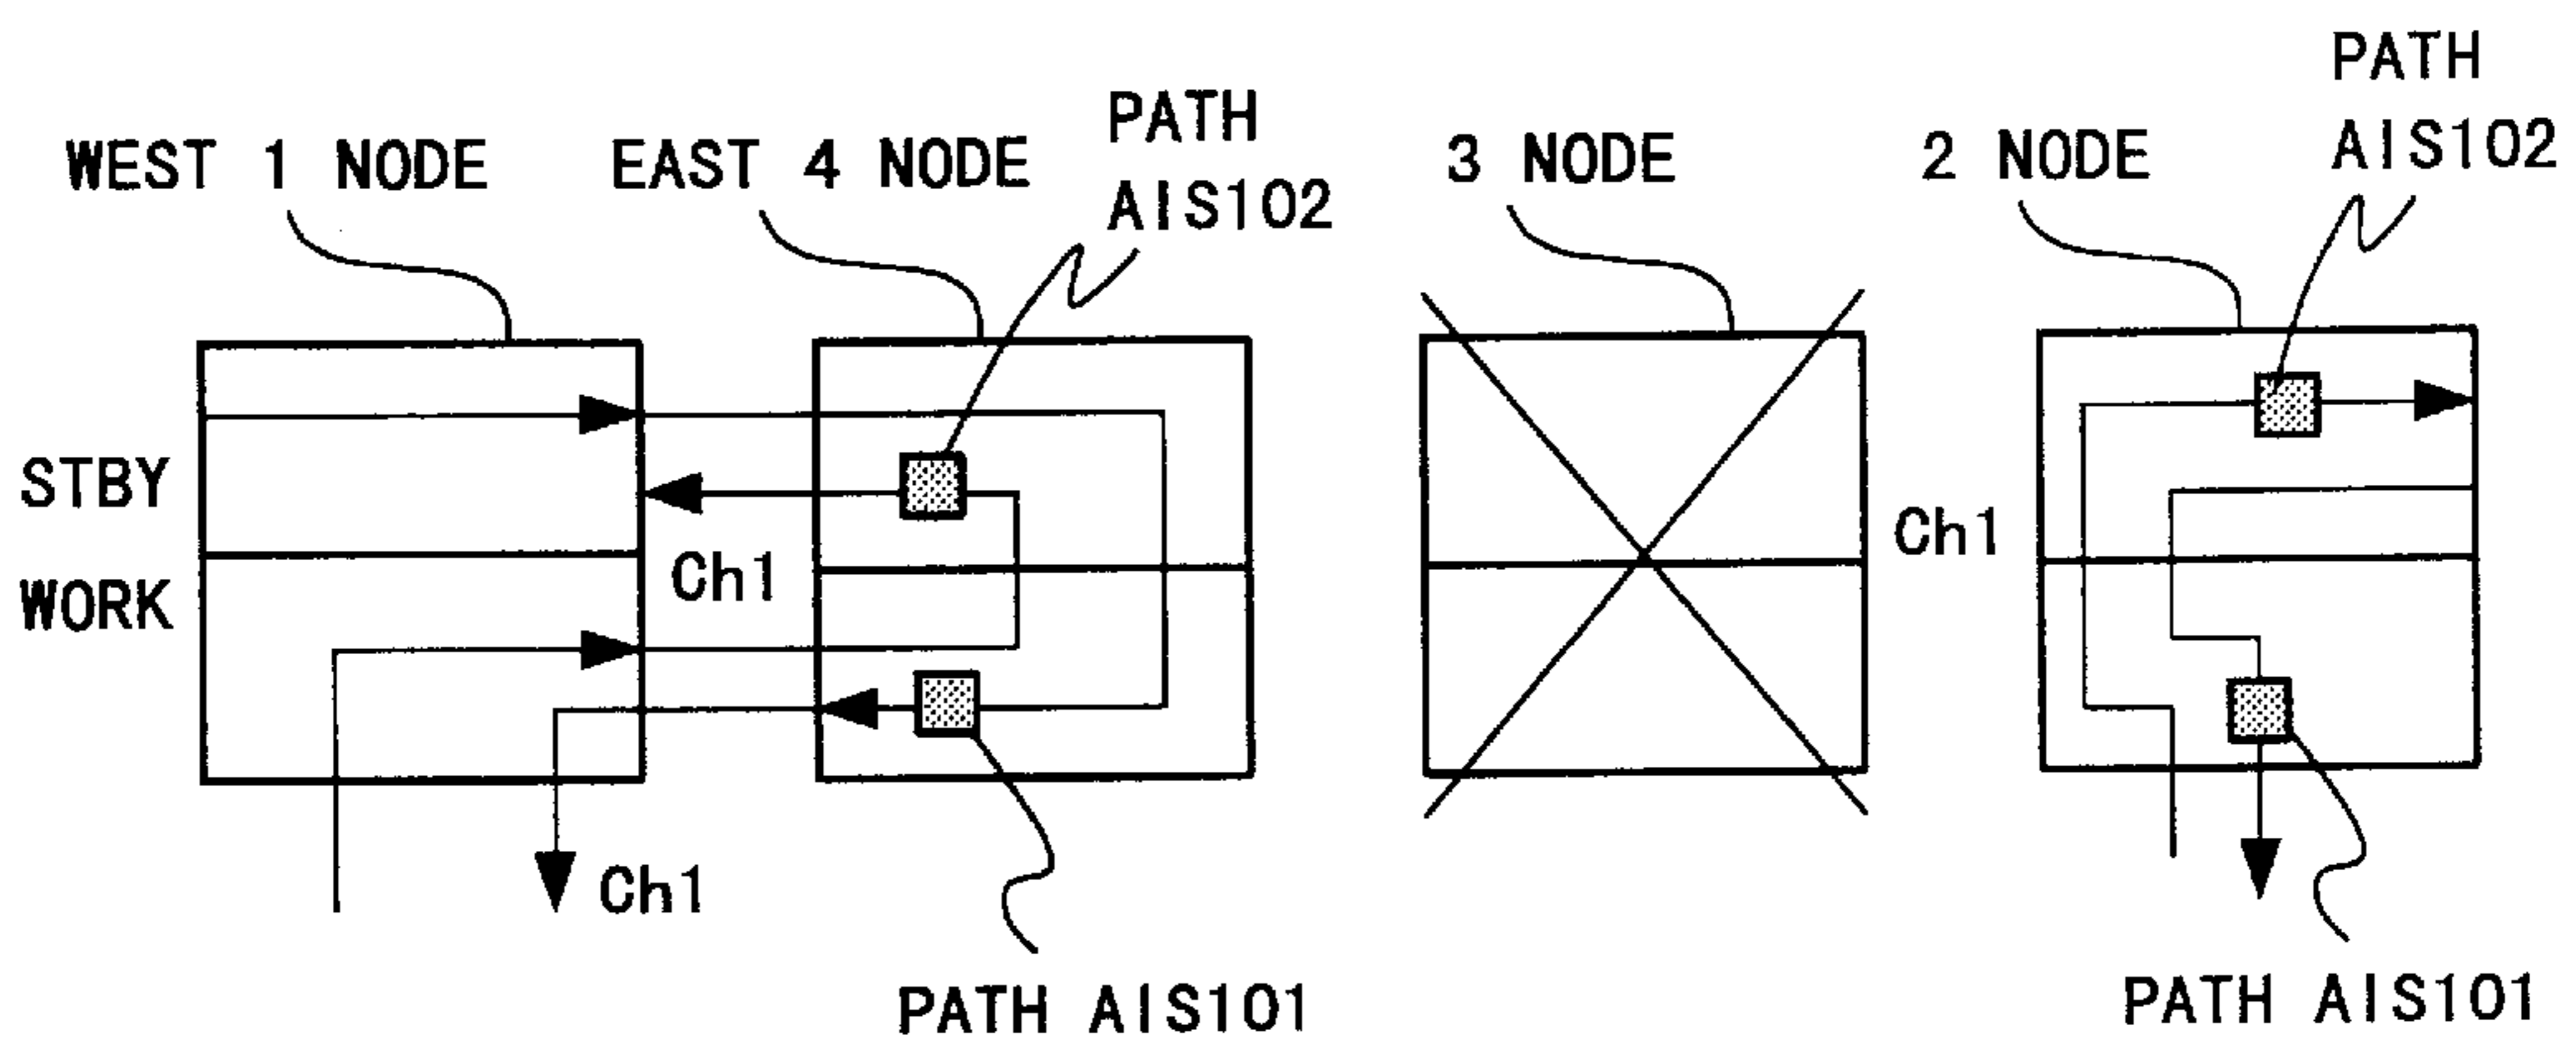 PATH
AIS102
PATH
AIS102
WEST 1 NODE
EAST 4 NODE
3 NODE
2 NODE
STBY
WORK
Ch1
Ch1
Ch1
PATH AIS101
PATH AIS101